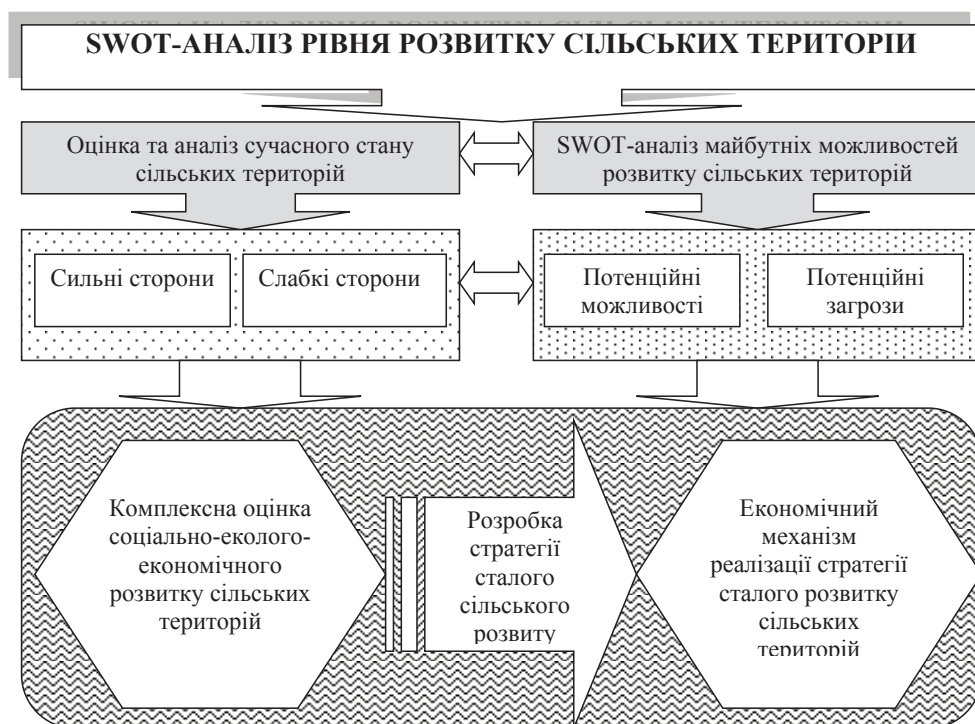 SWOT-АНАЛІЗ РІВНЯ РОЗВИТКУ СІЛЬСЬКИХ ТЕРИТОРІЙ
Оцінка та аналіз сучасного стану
сільських територій
SWOT-аналіз майбутніх можливостей
розвитку сільських територій
Сильні сторони
Слабкі сторони
Потенційні
можливості
Потенційні
загрози
Комплексна оцінка
соціально-еколого-
економічного
розвитку сільських
територій
Розробка
стратегії
сталого
сільського
розвиту
Економічний
механізм
реалізації стратегії
сталого розвитку
сільських
територій